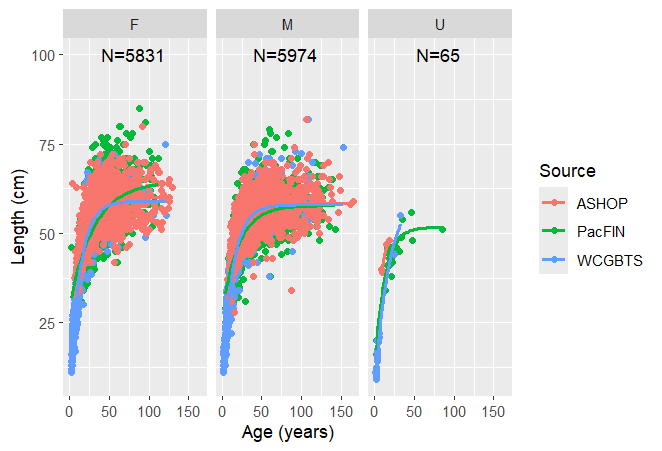 F M U
N=5831 N=5974 N=65
100
75
50
25
Length (cm)
0 50 100 150 0 50 100 150 0 50 100 150
Age (years)
Source
ASHOP
PacFIN
WCGBTS